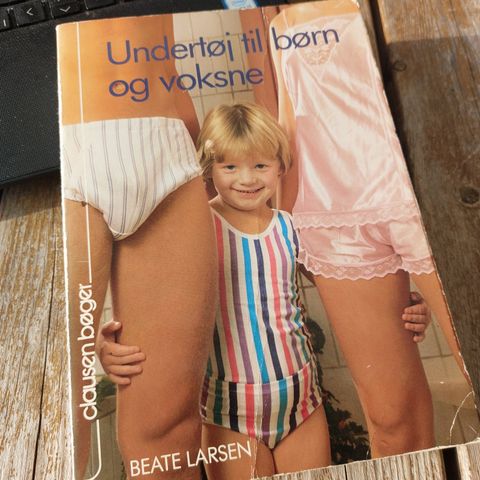 Undertøj til børn
og voksne
clausen bøger
BEATE LARSEN